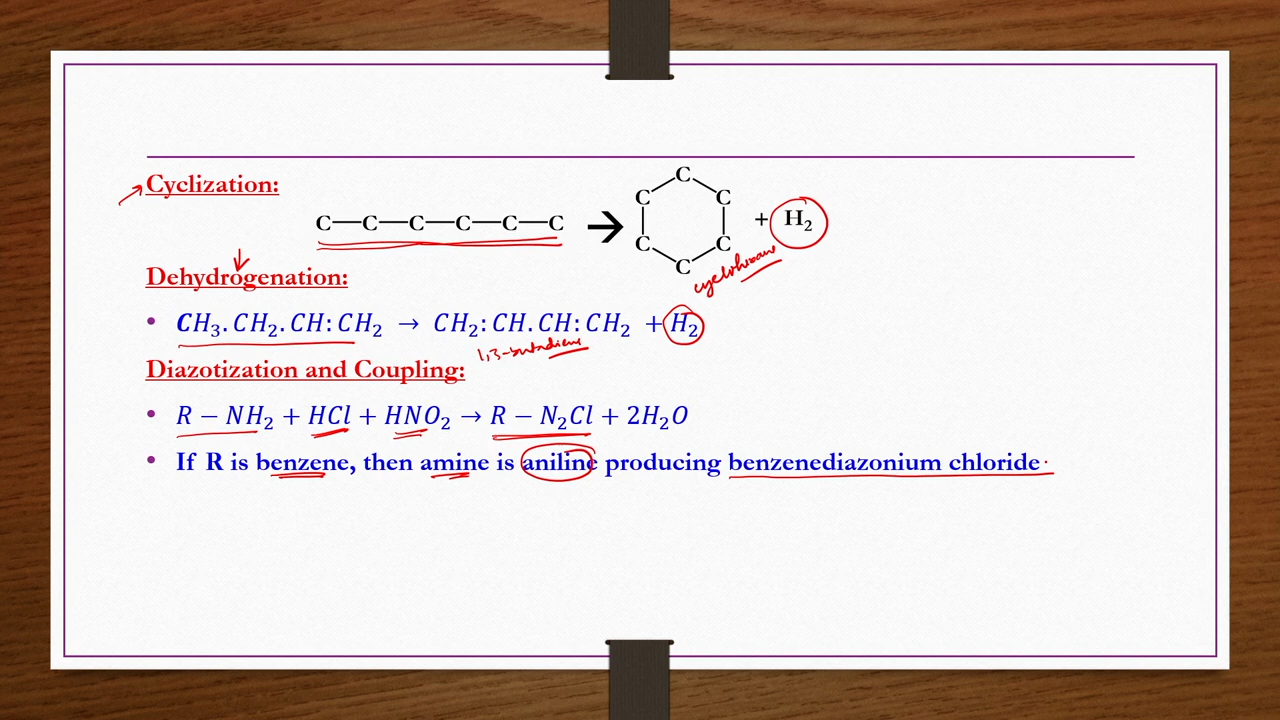 Cyclization:
C—C—C—C—C—C → C C C C C C + H₂
cyclohexane
Dehydrogenation:
• CH₃.CH₂.CH:CH₂ → CH₂:CH.CH:CH₂ + H₂
1,3-butadiene
Diazotization and Coupling:
• R − NH₂ + HCl + HNO₂ → R − N₂Cl + 2H₂O
• If R is benzene, then amine is aniline producing benzenediazonium chloride